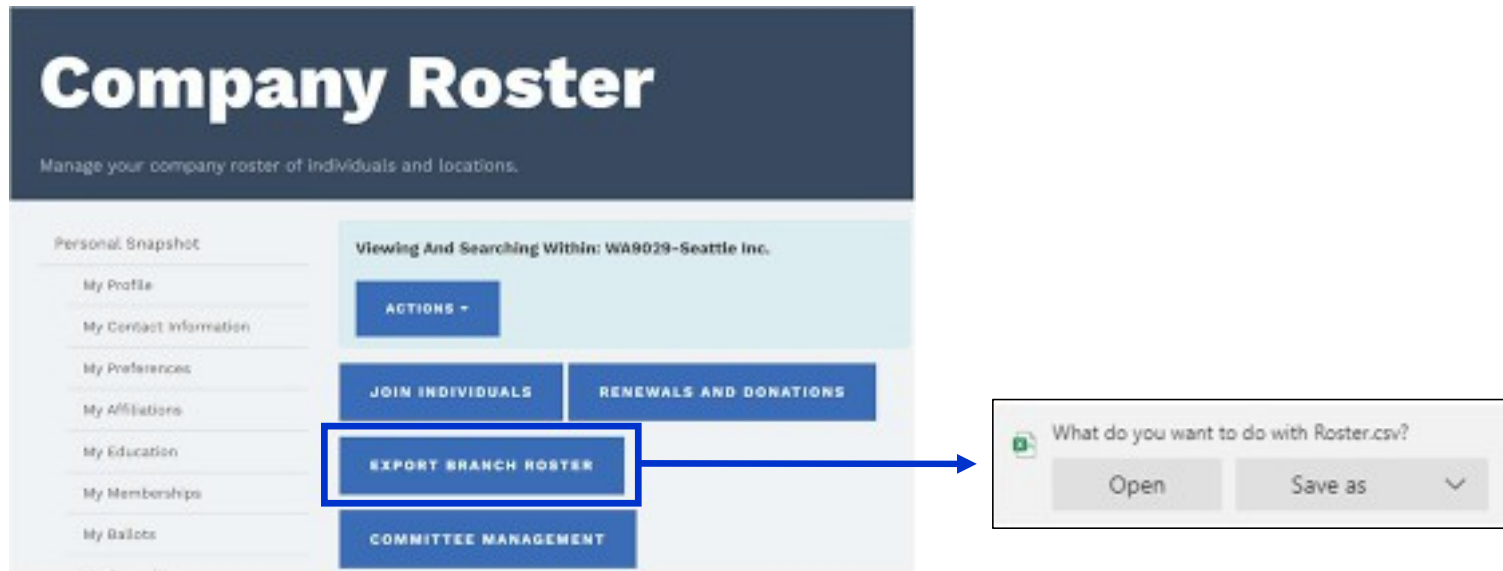 Company Roster
Manage your company roster of individuals and locations.
Personal Snapshot
My Profile
My Contact Information
My Preferences
My Affiliations
My Education
My Memberships
My Ballots
Viewing And Searching Within: WA9029-Seattle Inc.
ACTIONS
JOIN INDIVIDUALS
RENEWALS AND DONATIONS
EXPORT BRANCH ROSTER
COMMITTEE MANAGEMENT
What do you want to do with Roster.csv?
Open
Save as